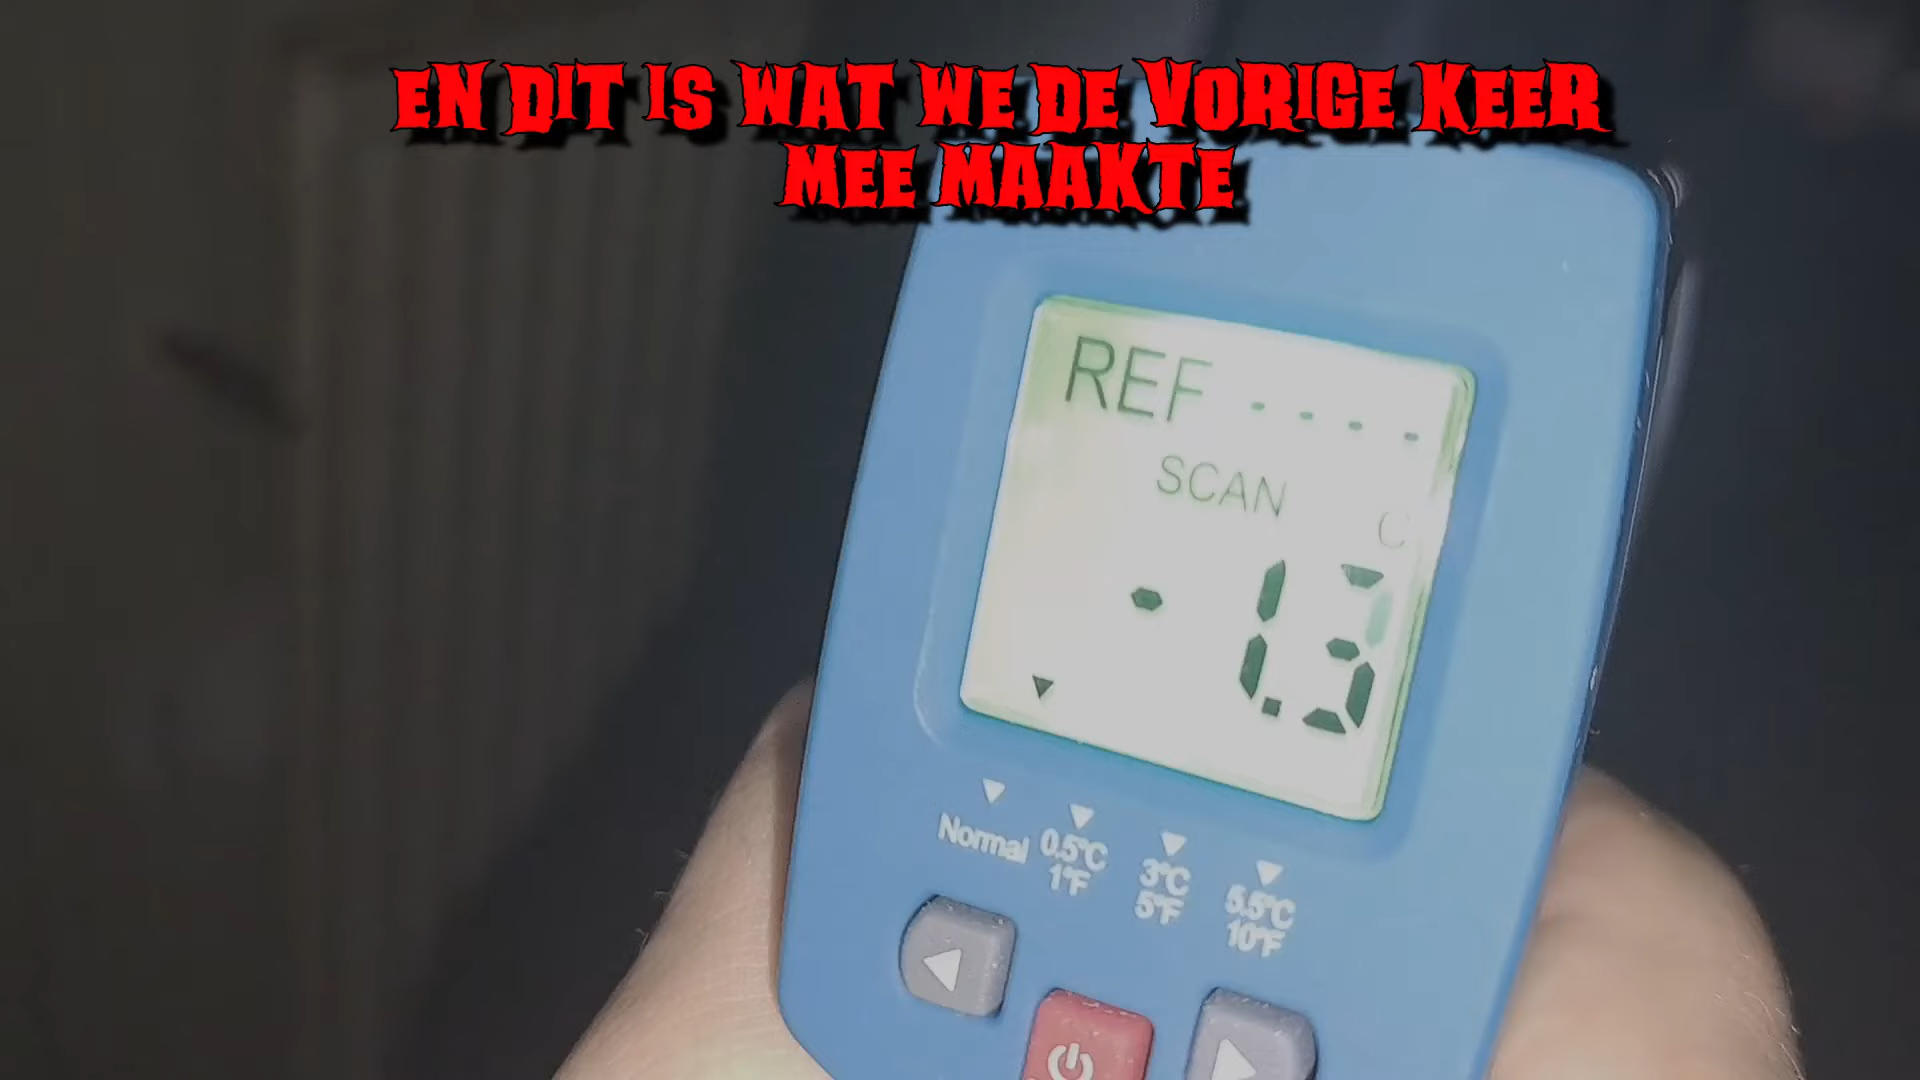 EN DIT IS WAT WE DE VORIGE KEER
MEE MAAKTE
REF - - - -
SCAN
C
- 1.3
Normal
0.5°C
1°F
3°C
5°F
5.5°C
10°F